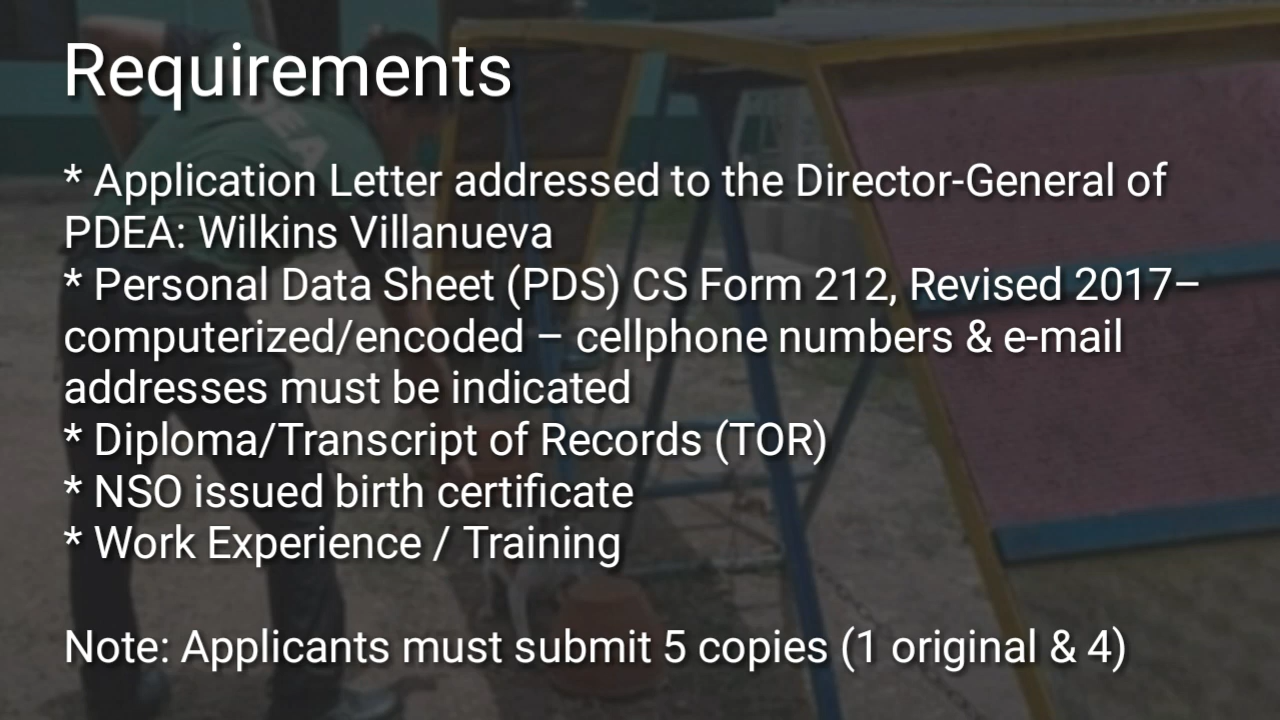 Requirements
* Application Letter addressed to the Director-General of
PDEA: Wilkins Villanueva
* Personal Data Sheet (PDS) CS Form 212, Revised 2017–
computerized/encoded – cellphone numbers & e-mail
addresses must be indicated
* Diploma/Transcript of Records (TOR)
* NSO issued birth certificate
* Work Experience / Training
Note: Applicants must submit 5 copies (1 original & 4)